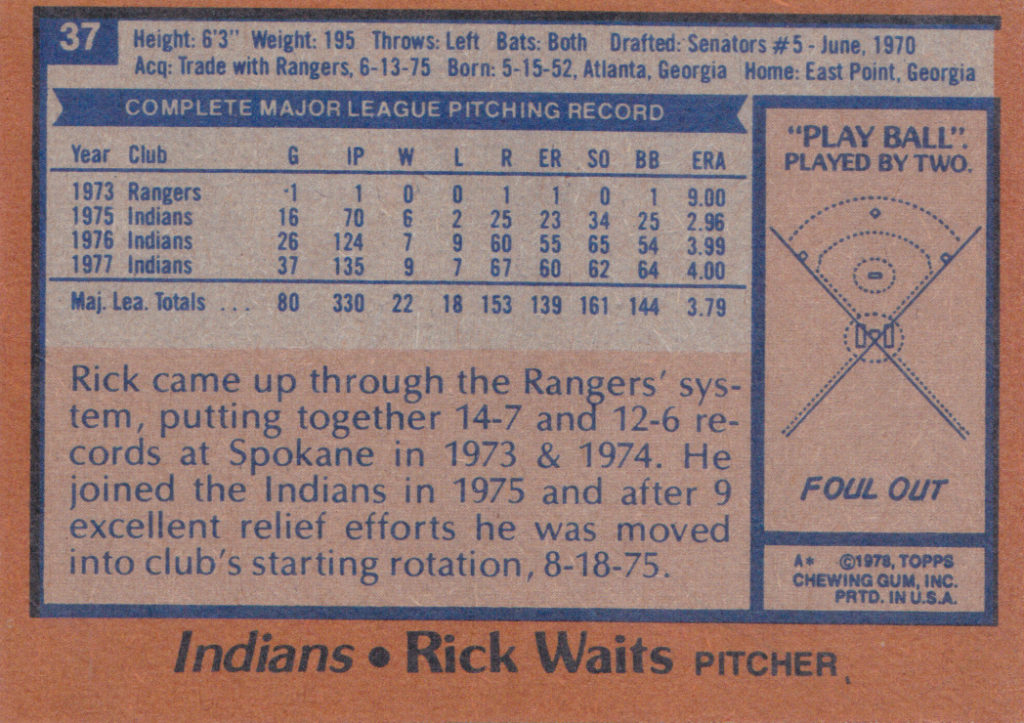 37
Height: 6'3" Weight: 195 Throws: Left Bats: Both Drafted: Senators #5 - June, 1970
Acq: Trade with Rangers, 6-13-75 Born: 5-15-52, Atlanta, Georgia Home: East Point, Georgia
COMPLETE MAJOR LEAGUE PITCHING RECORD
Year Club G IP W L R ER SO BB ERA
1973 Rangers 1 1 0 0 1 1 0 1 9.00
1975 Indians 16 70 6 2 25 23 34 25 2.96
1976 Indians 26 124 7 9 60 55 65 54 3.99
1977 Indians 37 135 9 7 67 60 62 64 4.00
Maj. Lea. Totals ... 80 330 22 18 153 139 161 144 3.79
Rick came up through the Rangers' sys-
tem, putting together 14-7 and 12-6 re-
cords at Spokane in 1973 & 1974. He
joined the Indians in 1975 and after 9
excellent relief efforts he was moved
into club's starting rotation, 8-18-75.
"PLAY BALL".
PLAYED BY TWO.
FOUL OUT
A* ©1978, TOPPS
CHEWING GUM, INC.
PRTD. IN U.S.A.
Indians • Rick Waits PITCHER